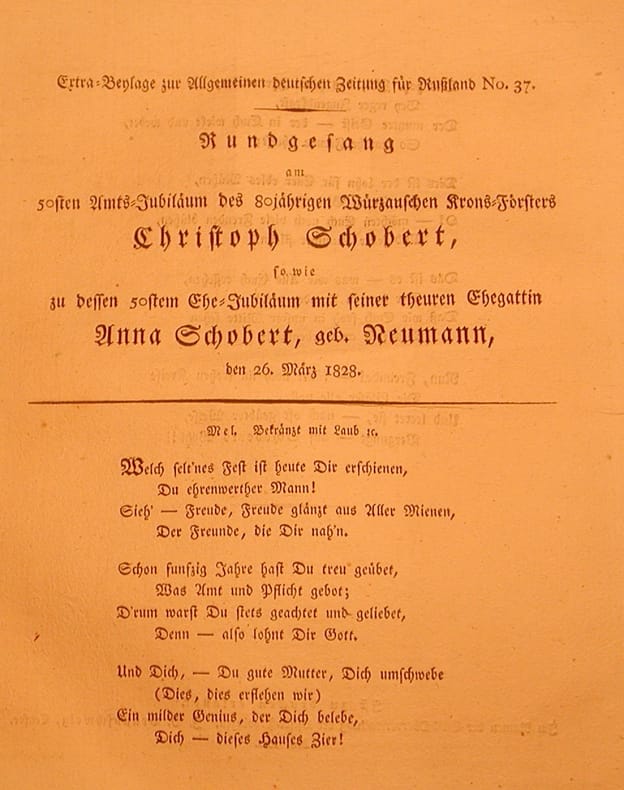 Extra-Beylage zur Allgemeinen deutschen Zeitung für Rußland No. 37.
Rundgesang
am
50sten Amts-Jubiläum des 80jährigen Würzauschen Krons-Försters
Christoph Schobert,
so wie
zu dessen 50stem Ehe-Jubiläum mit seiner theuren Ehegattin
Anna Schobert, geb. Neumann,
den 26. März 1828.
Mel. Bekränzt mit Laub ꝛc.
Welch selt'nes Fest ist heute Dir erschienen,
Du ehrenwerther Mann!
Sieh' — Freude, Freude glänzt aus Aller Mienen,
Der Freunde, die Dir nah'n.
Schon funfzig Jahre hast Du treu geübet,
Was Amt und Pflicht gebot;
D'rum warst Du stets geachtet und geliebet,
Denn — also lohnt Dir Gott.
Und Dich, — Du gute Mutter, Dich umschwebe
(Dies, dies erflehen wir)
Ein milder Genius, der Dich belebe,
Dich — dieses Hauses Zier!